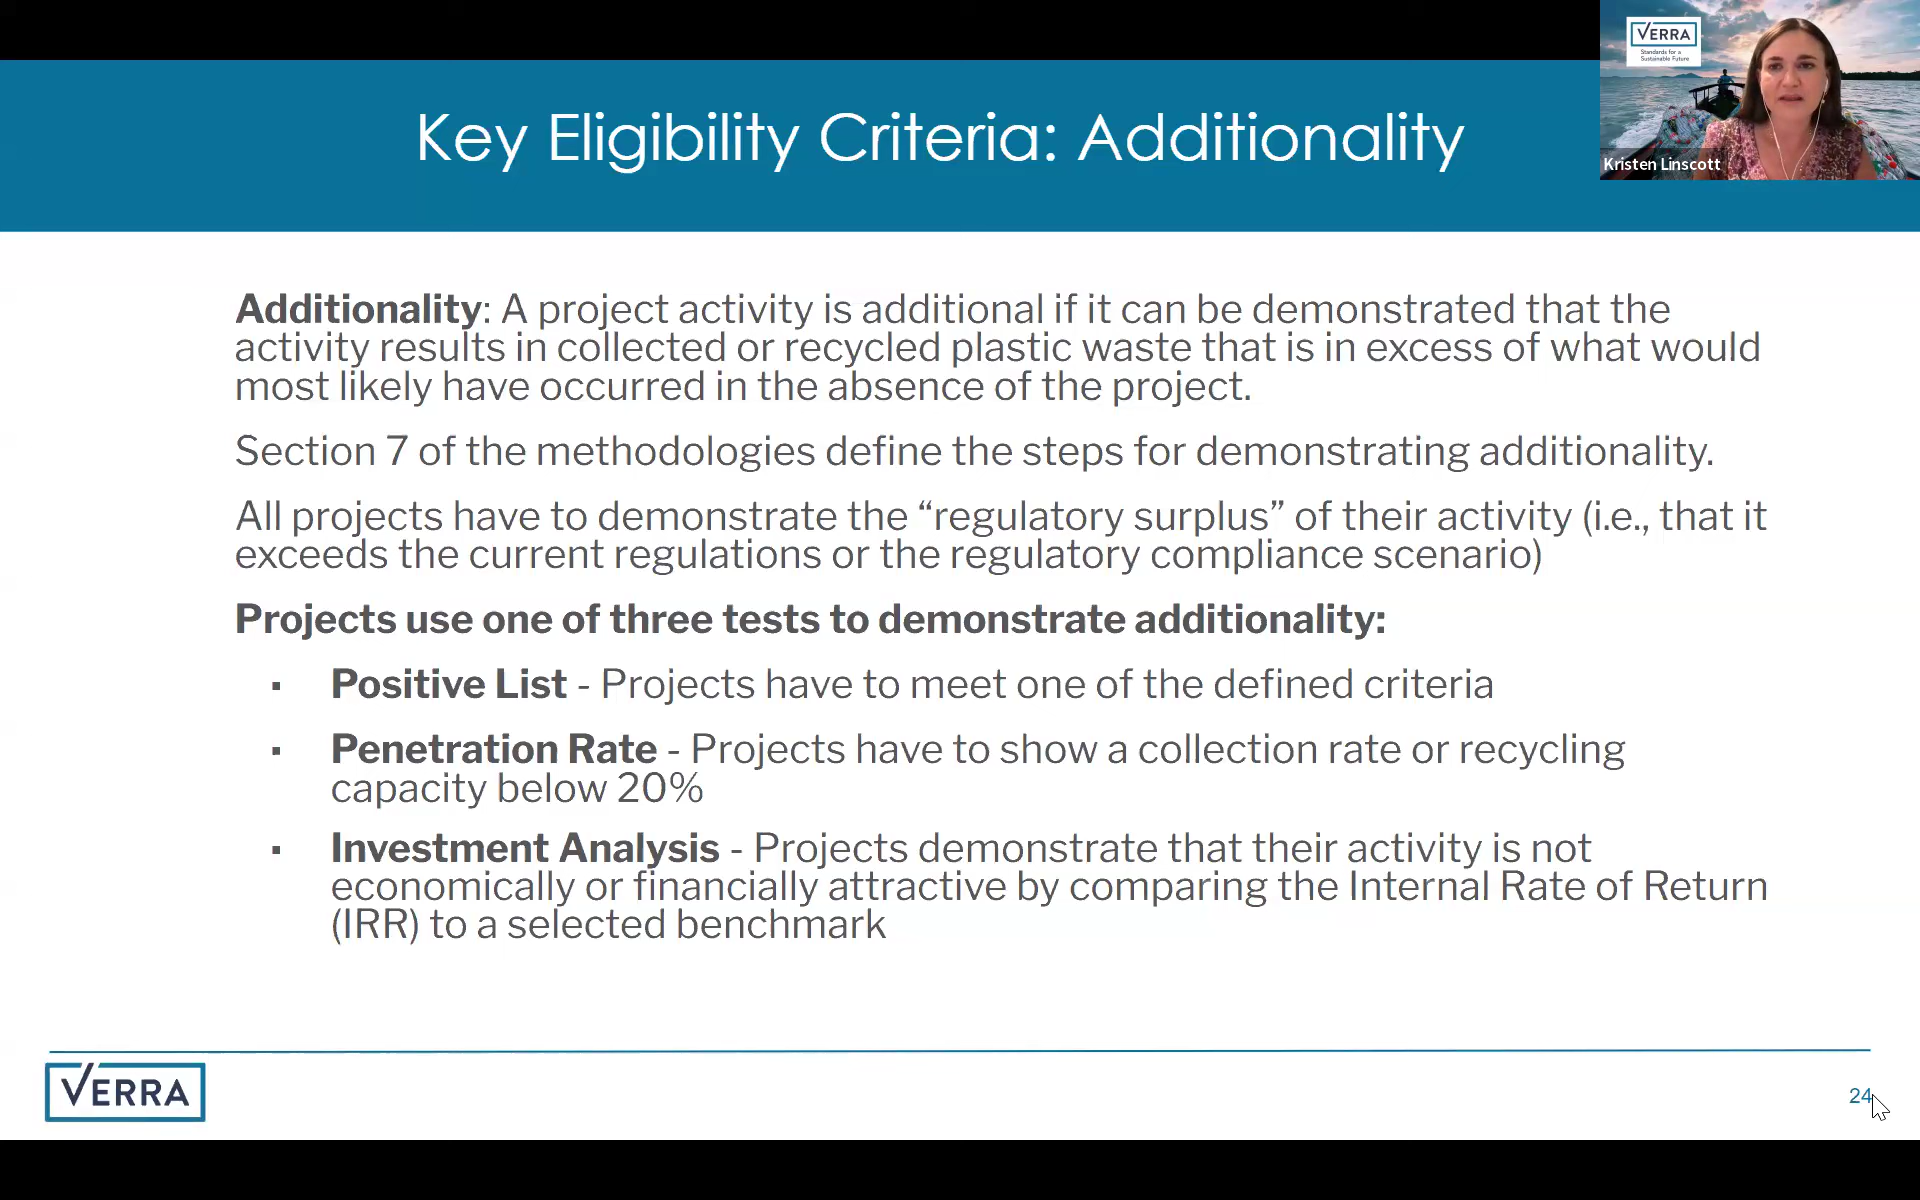 VERRA
Standards for a
Sustainable Future
Kristen Linscott
Key Eligibility Criteria: Additionality
Additionality: A project activity is additional if it can be demonstrated that the
activity results in collected or recycled plastic waste that is in excess of what would
most likely have occurred in the absence of the project.
Section 7 of the methodologies define the steps for demonstrating additionality.
All projects have to demonstrate the “regulatory surplus” of their activity (i.e., that it
exceeds the current regulations or the regulatory compliance scenario)
Projects use one of three tests to demonstrate additionality:
▪ Positive List - Projects have to meet one of the defined criteria
▪ Penetration Rate - Projects have to show a collection rate or recycling
capacity below 20%
▪ Investment Analysis - Projects demonstrate that their activity is not
economically or financially attractive by comparing the Internal Rate of Return
(IRR) to a selected benchmark
VERRA
24